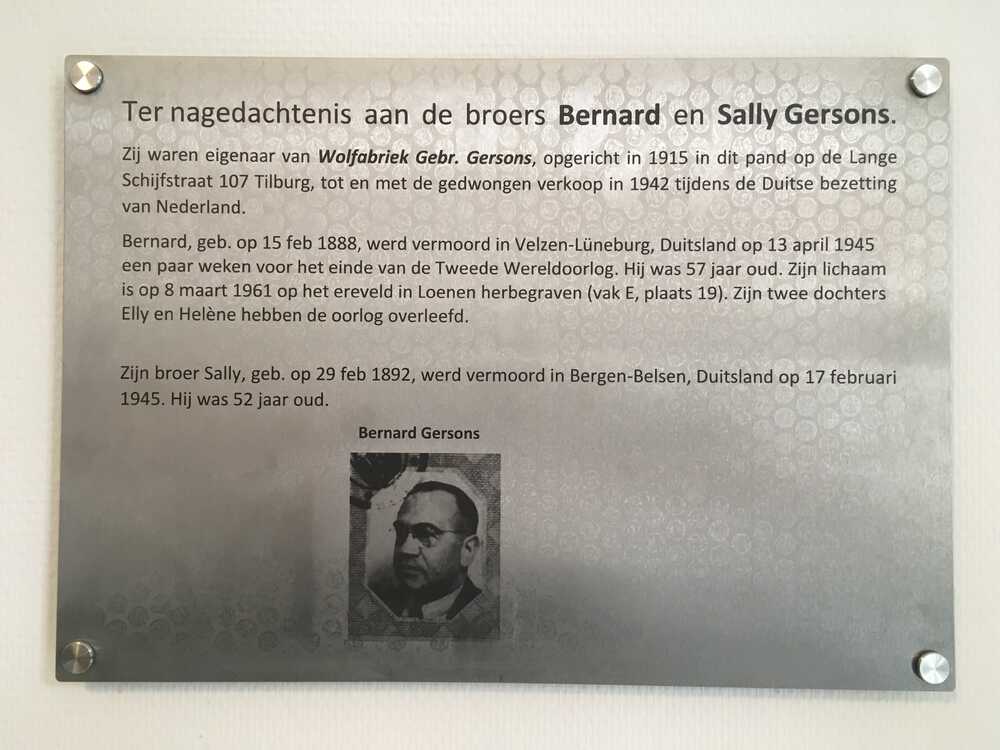 Ter nagedachtenis aan de broers Bernard en Sally Gersons.
Zij waren eigenaar van Wolfabriek Gebr. Gersons, opgericht in 1915 in dit pand op de Lange
Schijfstraat 107 Tilburg, tot en met de gedwongen verkoop in 1942 tijdens de Duitse bezetting
van Nederland.
Bernard, geb. op 15 feb 1888, werd vermoord in Velzen-Lüneburg, Duitsland op 13 april 1945
een paar weken voor het einde van de Tweede Wereldoorlog. Hij was 57 jaar oud. Zijn lichaam
is op 8 maart 1961 op het ereveld in Loenen herbegraven (vak E, plaats 19). Zijn twee dochters
Elly en Helène hebben de oorlog overleefd.
Zijn broer Sally, geb. op 29 feb 1892, werd vermoord in Bergen-Belsen, Duitsland op 17 februari
1945. Hij was 52 jaar oud.
Bernard Gersons